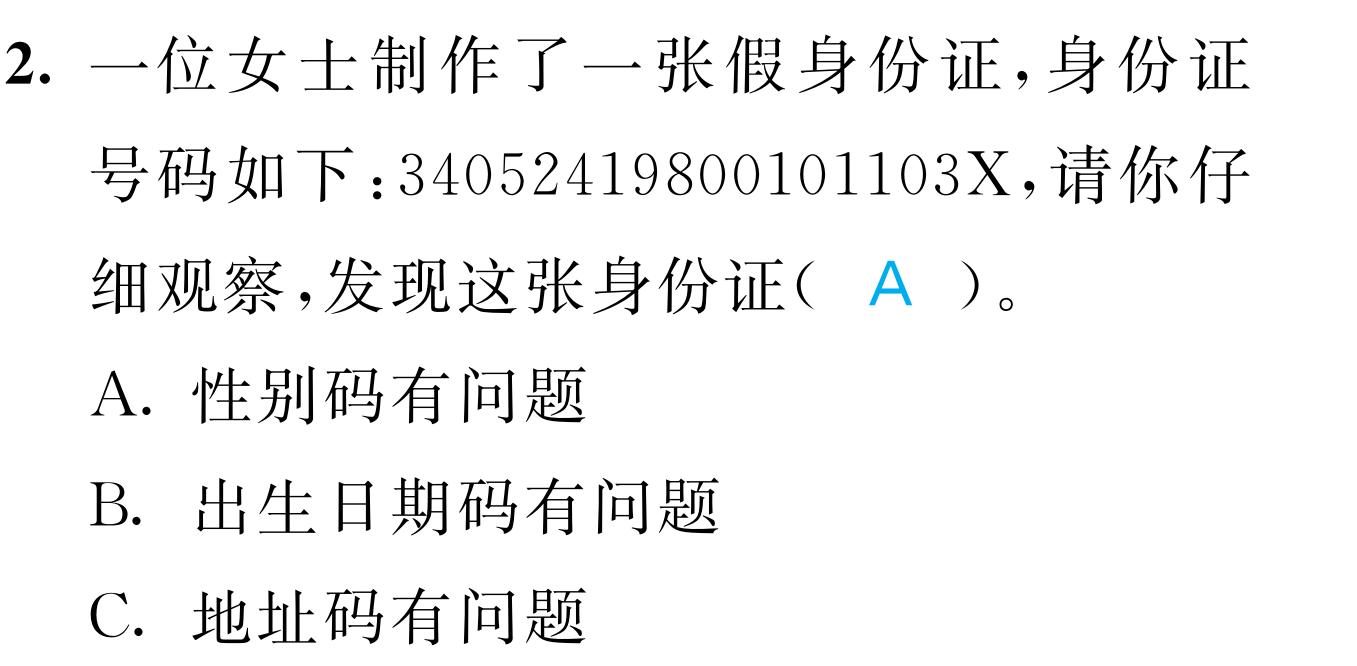 2. 一位女士制作了一张假身份证,身份证
号码如下:34052419800101103X,请你仔
细观察,发现这张身份证( A )。
A. 性别码有问题
B. 出生日期码有问题
C. 地址码有问题